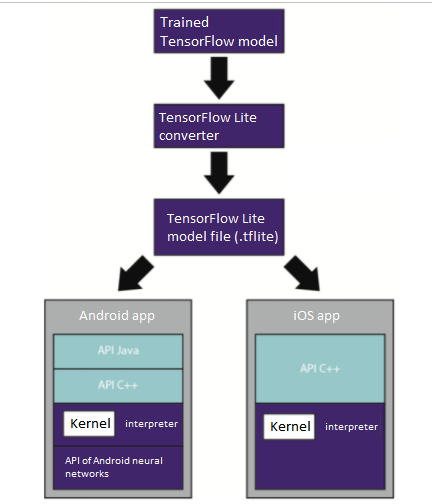 Trained
TensorFlow model
TensorFlow Lite
converter
TensorFlow Lite
model file (.tflite)
Android app
API Java
API C++
Kernel interpreter
API of Android neural
networks
iOS app
API C++
Kernel interpreter